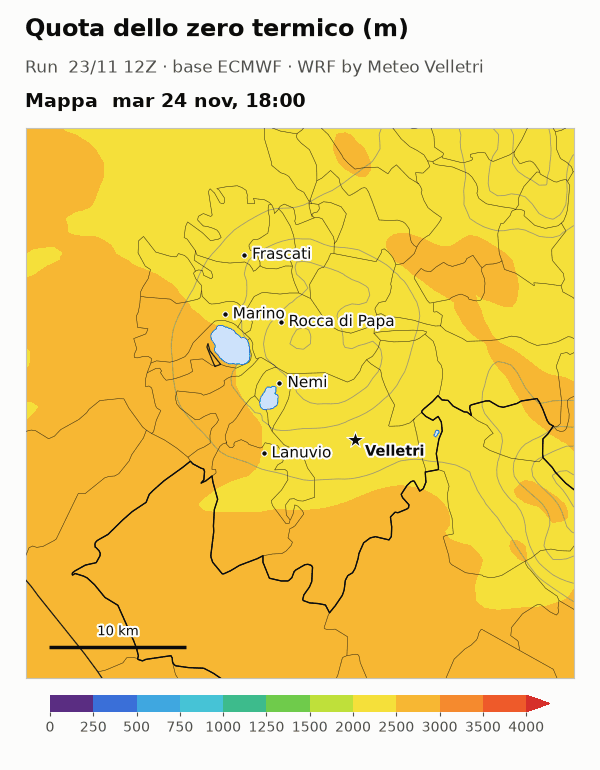 Quota dello zero termico (m)
Run  23/11 12Z · base ECMWF · WRF by Meteo Velletri
Mappa  mar 24 nov, 18:00
Frascati
Marino
Rocca di Papa
Nemi
Velletri
Lanuvio
10 km
0 250 500 750 1000 1250 1500 2000 2500 3000 3500 4000